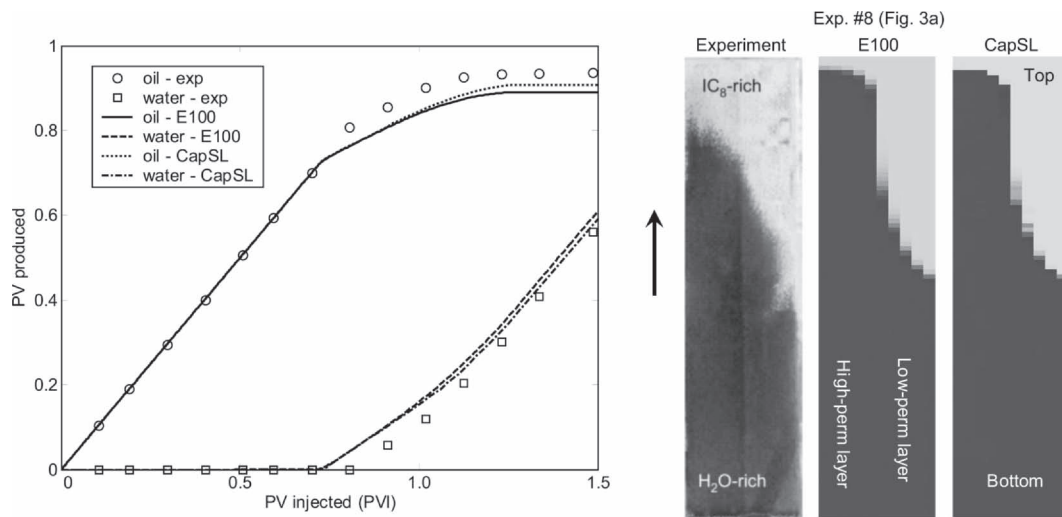 Exp. #8 (Fig. 3a)
Experiment
E100
CapSL
1
0.8
0.6
0.4
0.2
0
PV produced
oil - exp
water - exp
oil - E100
water - E100
oil - CapSL
water - CapSL
0
0.5
1.0
1.5
PV injected (PVI)
IC8-rich
H2O-rich
High-perm layer
Low-perm layer
Top
Bottom